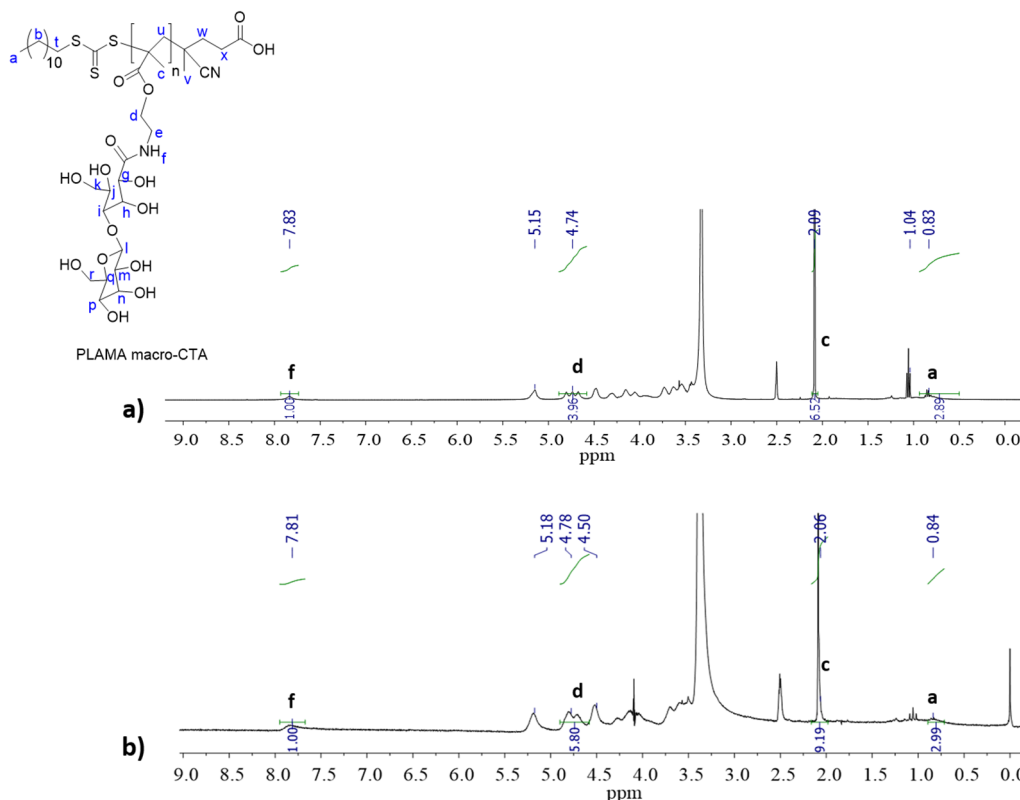 O
OH
b
u
w
x
t
a
10
S
S
S
n
v
CN
c
O
O
d
e
O
NH
f
HO
HO
k
g
OH
j
i
h
OH
O
l
HO
O
r
q
m
OH
n
OH
p
OH
PLAMA macro-CTA
7.83
5.15
4.74
2.09
1.04
0.83
f
d
c
a
a)
1.00
3.96
6.52
2.89
9.0 8.5 8.0 7.5 7.0 6.5 6.0 5.5 5.0 4.5 4.0 3.5 3.0 2.5 2.0 1.5 1.0 0.5 0.0
ppm
7.81
5.18
4.78
4.50
2.06
0.84
f
d
c
a
b)
1.00
5.80
9.19
2.99
9.0 8.5 8.0 7.5 7.0 6.5 6.0 5.5 5.0 4.5 4.0 3.5 3.0 2.5 2.0 1.5 1.0 0.5 0.0
ppm